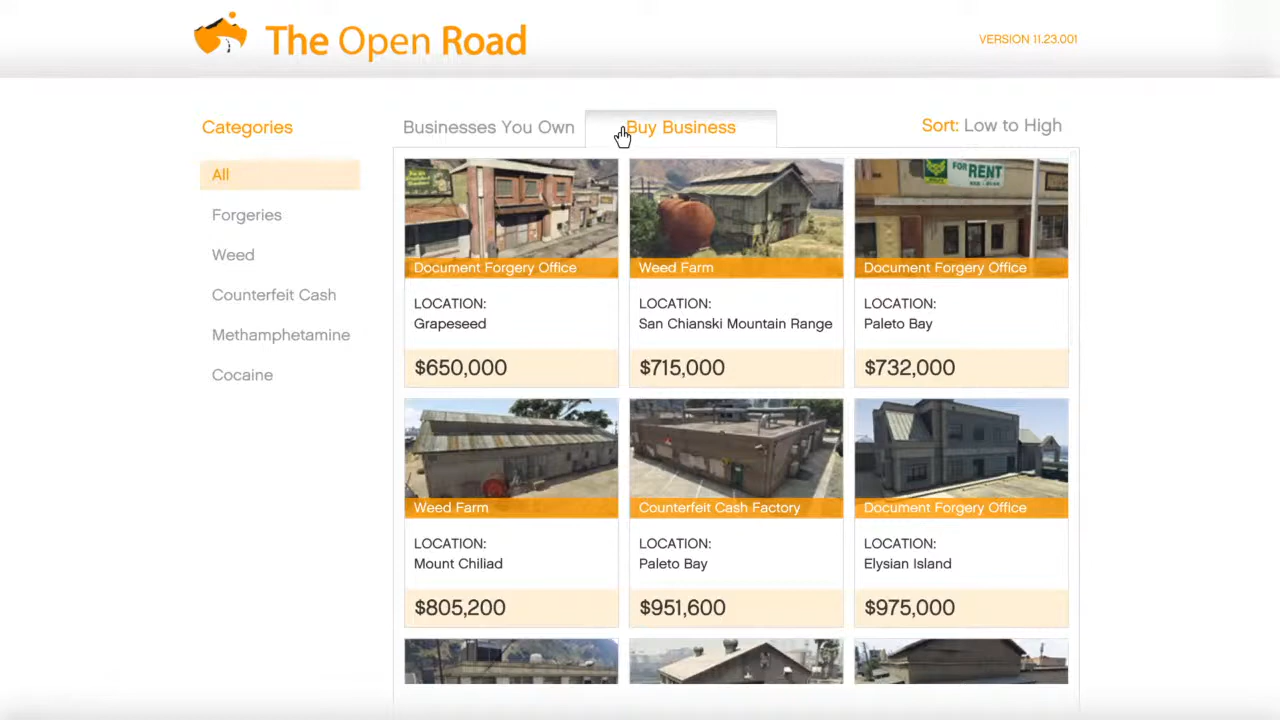 The Open Road
VERSION 11.23.001
Categories
Businesses You Own
Buy Business
Sort: Low to High
All
Forgeries
Weed
Counterfeit Cash
Methamphetamine
Cocaine
FOR RENT
Document Forgery Office
LOCATION:
Grapeseed
$650,000
Weed Farm
LOCATION:
San Chianski Mountain Range
$715,000
Document Forgery Office
LOCATION:
Paleto Bay
$732,000
Weed Farm
LOCATION:
Mount Chiliad
$805,200
Counterfeit Cash Factory
LOCATION:
Paleto Bay
$951,600
Document Forgery Office
LOCATION:
Elysian Island
$975,000